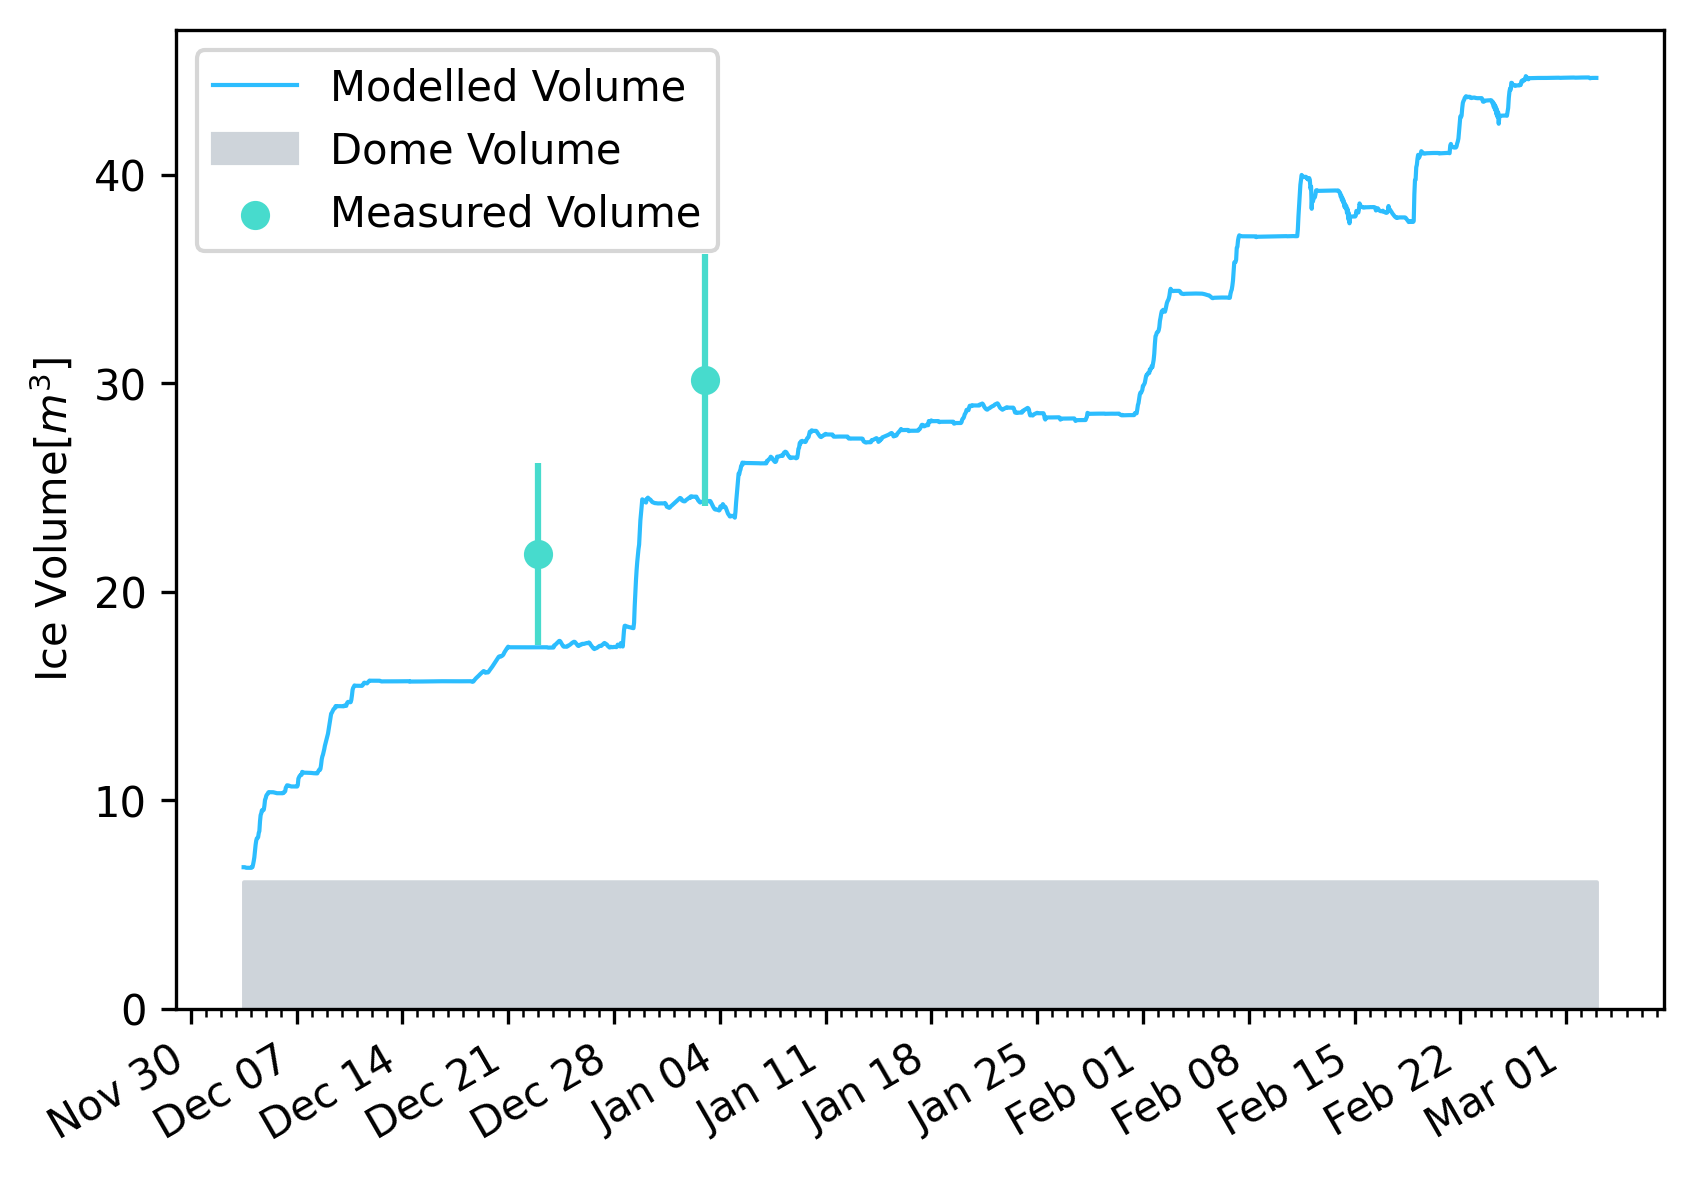 Modelled Volume
Dome Volume
Measured Volume
Ice Volume[m³]
40
30
20
10
0
Nov 30
Dec 07
Dec 14
Dec 21
Dec 28
Jan 04
Jan 11
Jan 18
Jan 25
Feb 01
Feb 08
Feb 15
Feb 22
Mar 01